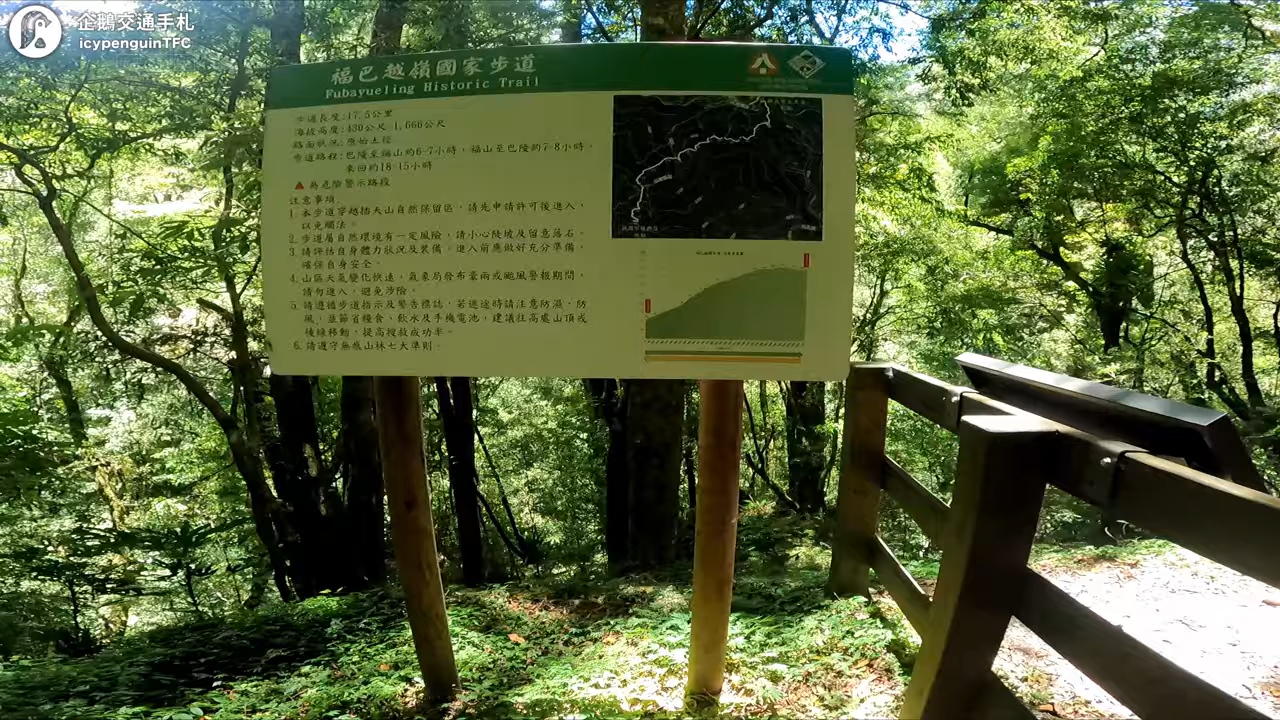 企鵝交通手札
icypenguinTFC
福巴越嶺國家步道
Fubayueling Historic Trail
步道長度:17.5公里
海拔高度:430公尺 1,666公尺
路面狀況:原始土徑
步道路程:巴陵至福山約6-7小時，福山至巴陵約7-8小時，
來回約18-15小時
為危險警示路段
注意事項
1. 本步道穿越插天山自然保留區，請先申請許可後進入，
以免觸法。
2. 步道屬自然環境有一定風險，請小心陡坡及留意落石。
3. 請評估自身體力狀況及裝備，進入前應做好充分準備，
確保自身安全。
4. 山區天氣變化快速，氣象局發布豪雨或颱風警報期間，
請勿進入，避免涉險。
5. 請遵循步道指示及警告標誌，若迷途時請注意防濕、防
風，並節省糧食、飲水及手機電池，建議往高處山頂或
稜線移動，提高搜救成功率。
6. 請遵守無痕山林七大準則。